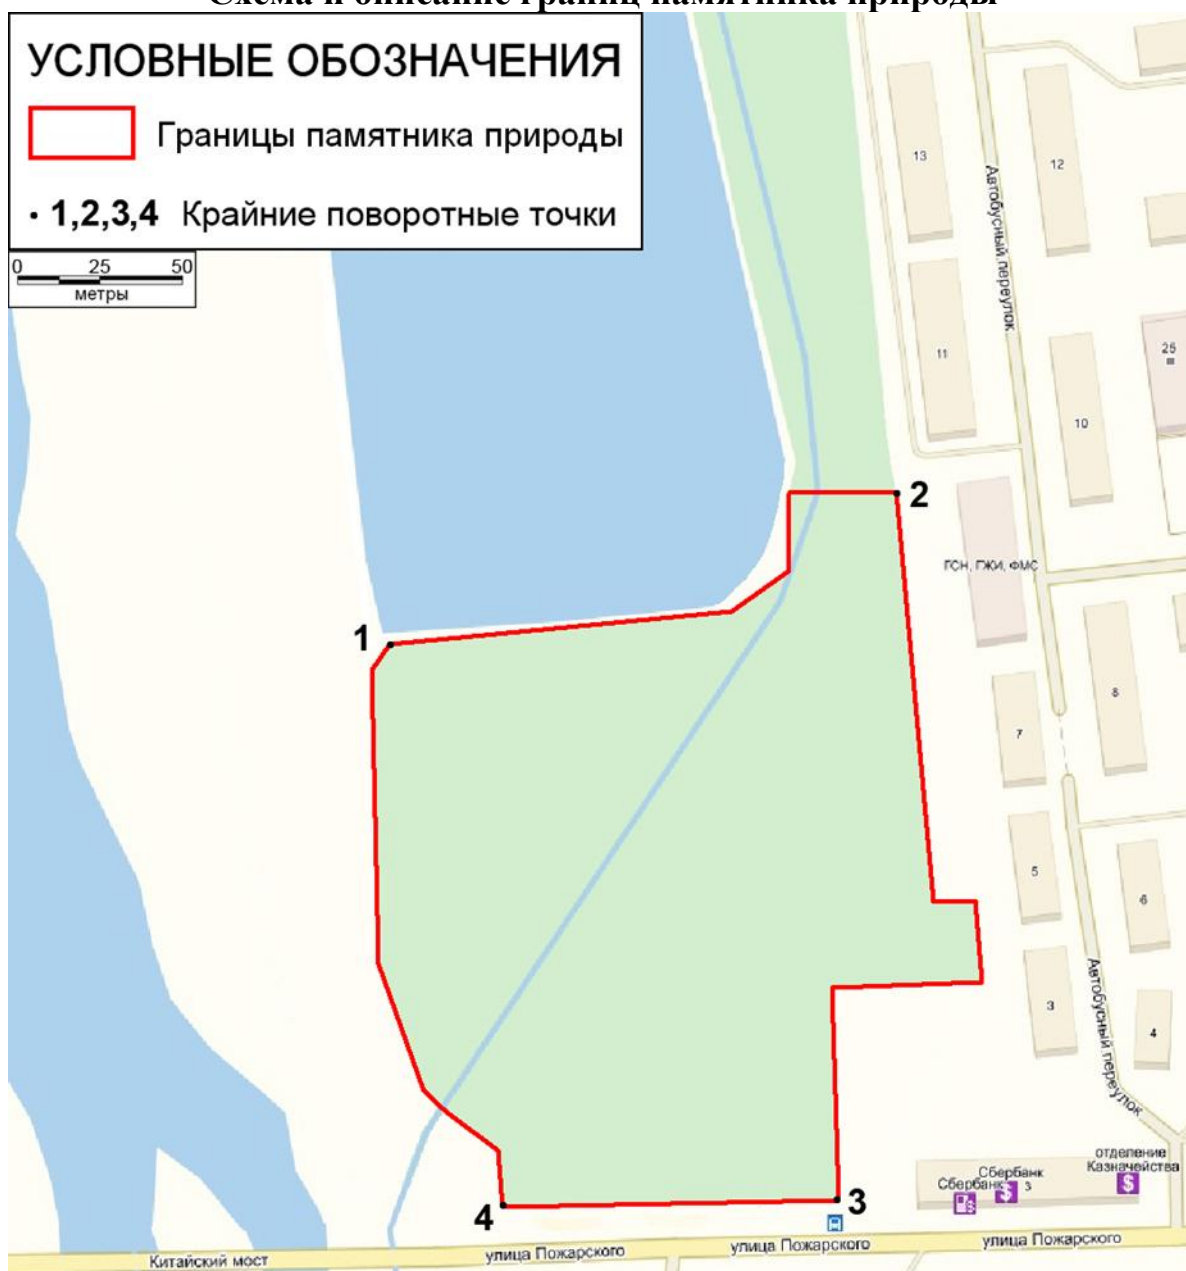 Схема и описание границ памятника природы
УСЛОВНЫЕ ОБОЗНАЧЕНИЯ
Границы памятника природы
1,2,3,4 Крайние поворотные точки
0 25 50
метры
13
12
Автобусный переулок
11
25
10
2
ГСН, ГЖИ, ФМС
1
8
7
5
6
3
4
Автобусный переулок
отделение
Казначейства
Сбербанк
Сбербанк 3
3
4
улица Пожарского
улица Пожарского
улица Пожарского
Китайский мост